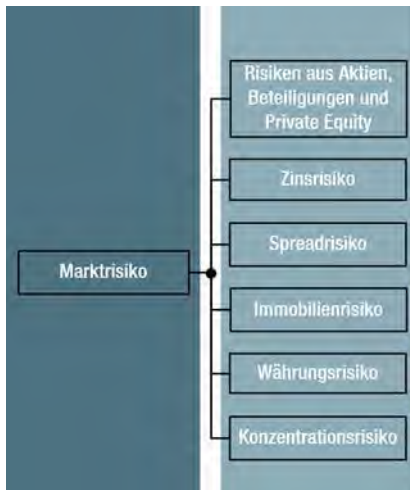 Marktrisiko
Risiken aus Aktien,
Beteiligungen und
Private Equity
Zinsrisiko
Spreadrisiko
Immobilienrisiko
Währungsrisiko
Konzentrationsrisiko